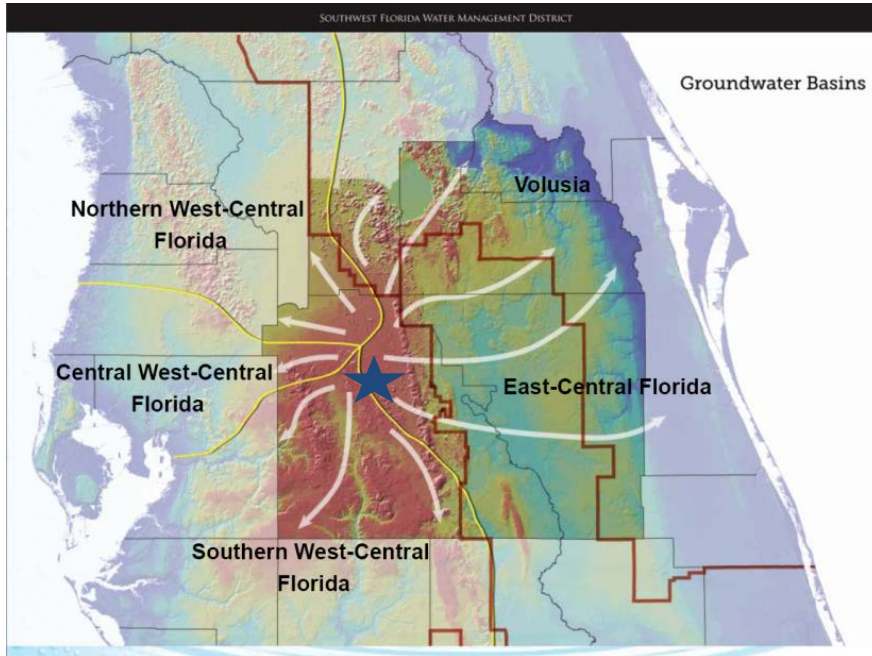 SOUTHWEST FLORIDA WATER MANAGEMENT DISTRICT
Groundwater Basins
Volusia
Northern West-Central
Florida
Central West-Central
Florida
East-Central Florida
Southern West-Central
Florida